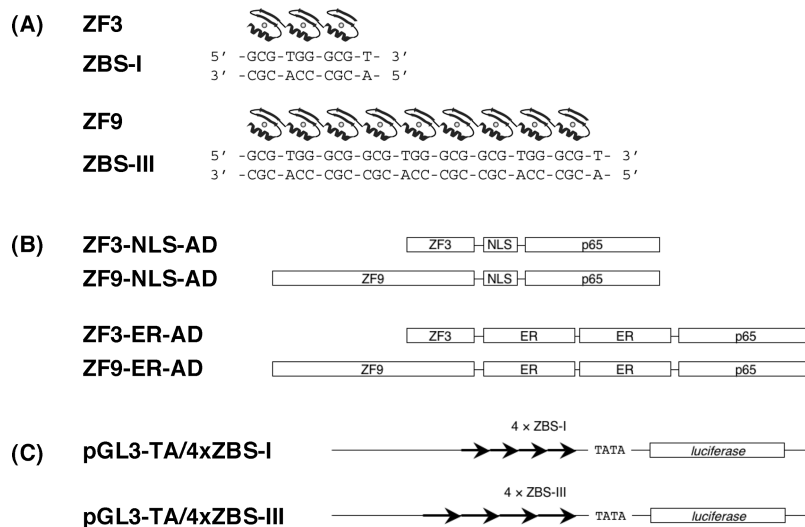 (A) ZF3
ZBS-I 5′ -GCG-TGG-GCG-T- 3′
3′ -CGC-ACC-CGC-A- 5′
ZF9
ZBS-III 5′ -GCG-TGG-GCG-GCG-TGG-GCG-GCG-TGG-GCG-T- 3′
3′ -CGC-ACC-CGC-CGC-ACC-CGC-CGC-ACC-CGC-A- 5′
(B) ZF3-NLS-AD ZF3 NLS p65
ZF9-NLS-AD ZF9 NLS p65
ZF3-ER-AD ZF3 ER ER p65
ZF9-ER-AD ZF9 ER ER p65
4 × ZBS-I
(C) pGL3-TA/4xZBS-I TATA luciferase
4 × ZBS-III
pGL3-TA/4xZBS-III TATA luciferase